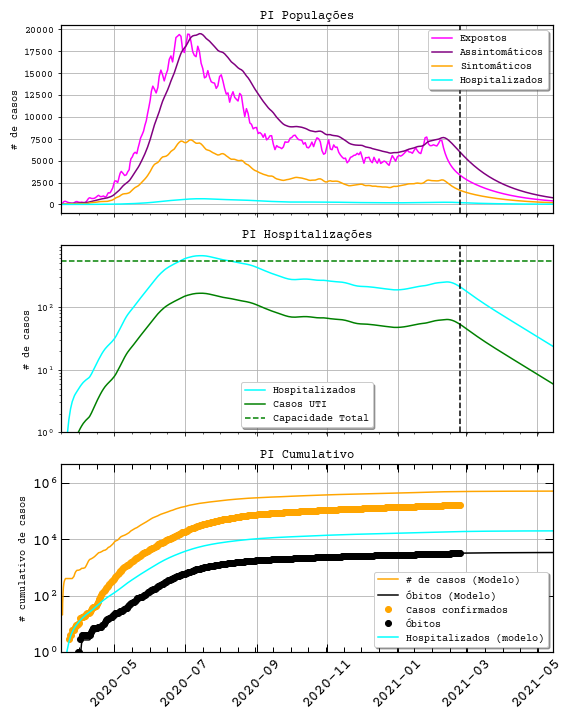 PI Populações
# de casos
20000
17500
15000
12500
10000
7500
5000
2500
0
Expostos
Assintomáticos
Sintomáticos
Hospitalizados
PI Hospitalizações
# de casos
10^2
10^1
10^0
Hospitalizados
Casos UTI
Capacidade Total
PI Cumulativo
# cumulativo de casos
10^6
10^4
10^2
10^0
# de casos (Modelo)
Óbitos (Modelo)
Casos confirmados
Óbitos
Hospitalizados (modelo)
2020-05
2020-07
2020-09
2020-11
2021-01
2021-03
2021-05